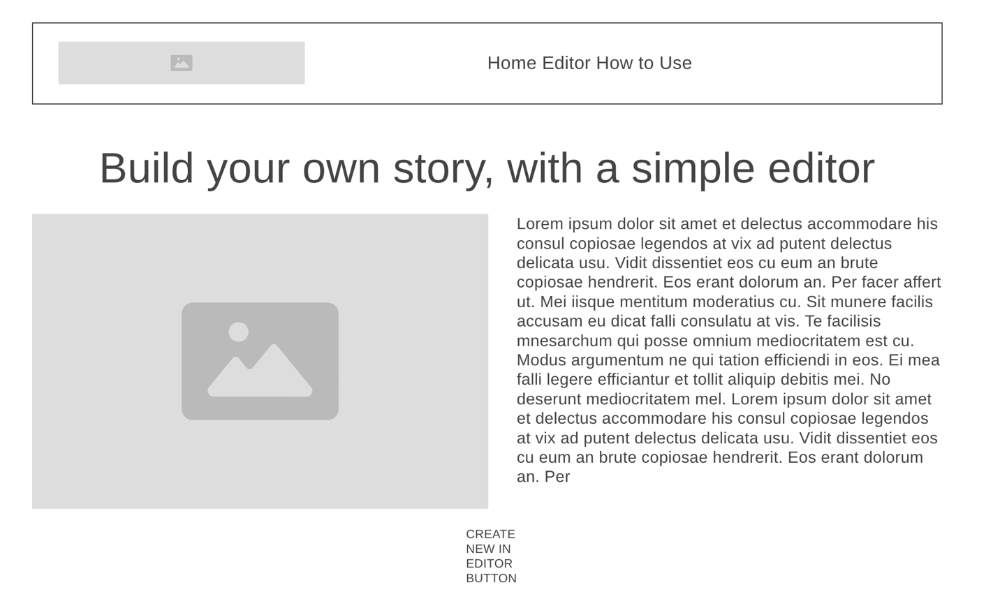 Home Editor How to Use
Build your own story, with a simple editor
Lorem ipsum dolor sit amet et delectus accommodare his
consul copiosae legendos at vix ad putent delectus
delicata usu. Vidit dissentiet eos cu eum an brute
copiosae hendrerit. Eos erant dolorum an. Per facer affert
ut. Mei iisque mentitum moderatius cu. Sit munere facilis
accusam eu dicat falli consulatu at vis. Te facilisis
mnesarchum qui posse omnium mediocritatem est cu.
Modus argumentum ne qui tation efficiendi in eos. Ei mea
falli legere efficiantur et tollit aliquip debitis mei. No
deserunt mediocritatem mel. Lorem ipsum dolor sit amet
et delectus accommodare his consul copiosae legendos
at vix ad putent delectus delicata usu. Vidit dissentiet eos
cu eum an brute copiosae hendrerit. Eos erant dolorum
an. Per
CREATE
NEW IN
EDITOR
BUTTON